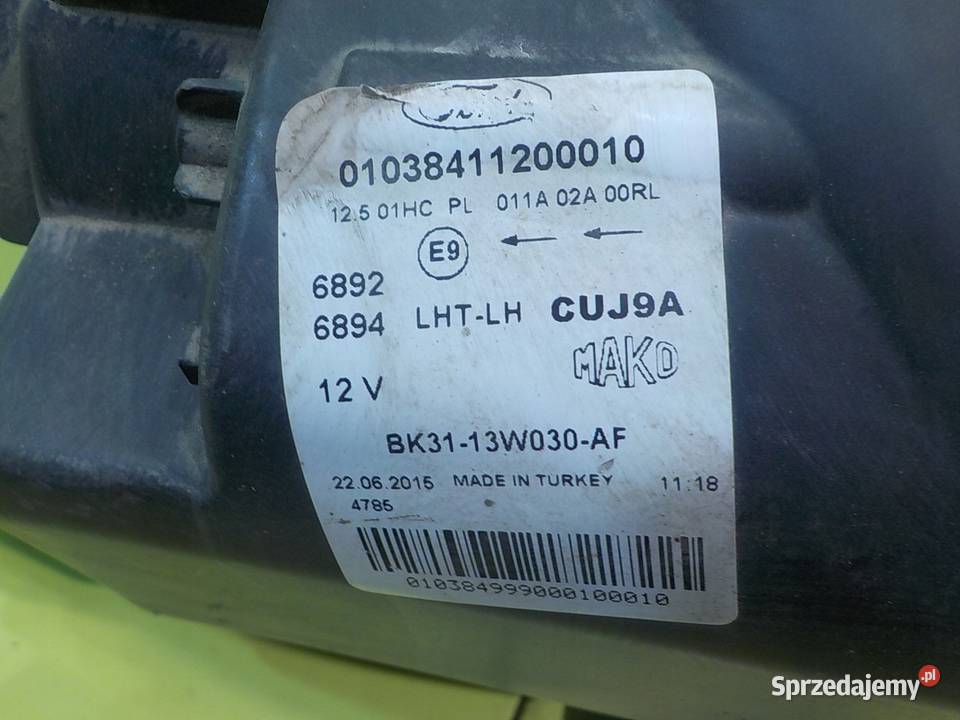 01038411200010
12.5 01HC PL 011A 02A 00RL
E9
6892
6894 LHT-LH CUJ9A
MAKO
12 V
BK31-13W030-AF
22.06.2015 MADE IN TURKEY 11:18
4785
010384999000100010
Sprzedajemy.pl